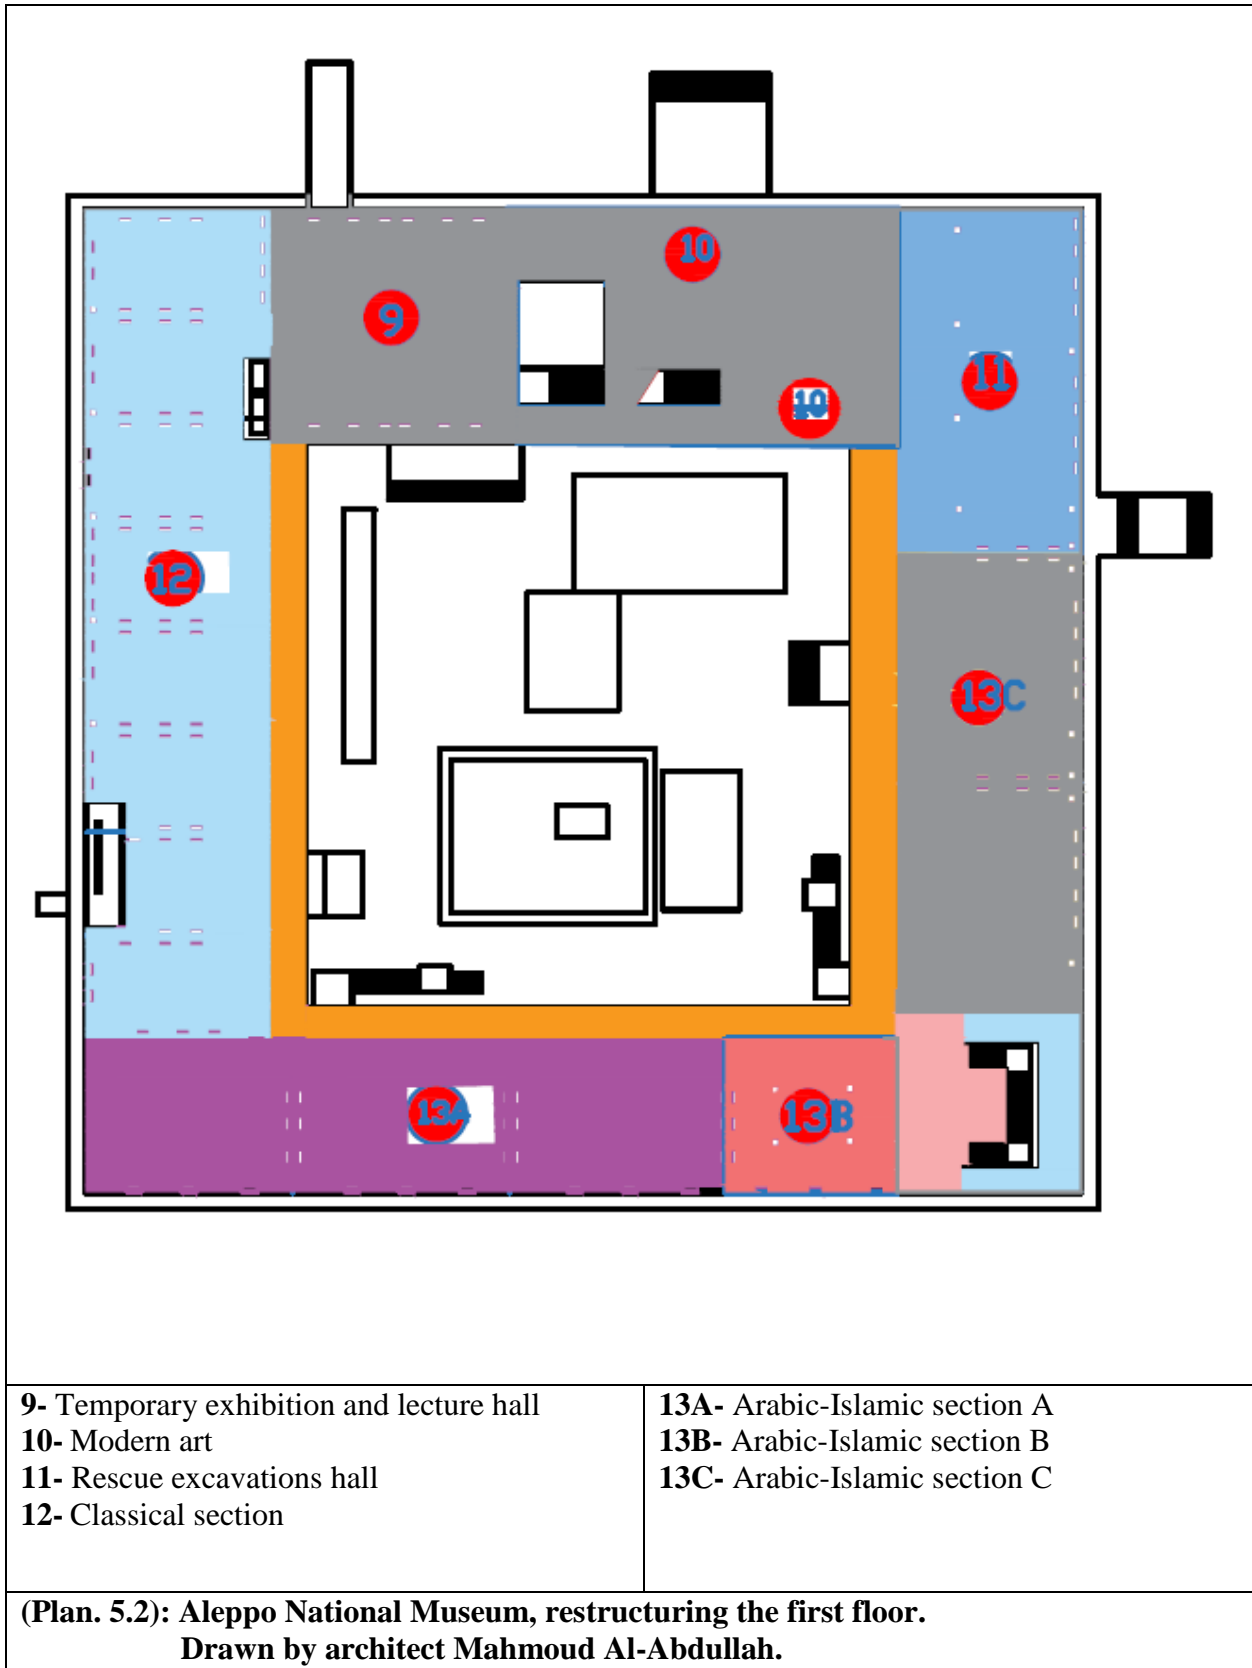 10
9
11
10
12
13C
13A
13B
9- Temporary exhibition and lecture hall
10- Modern art
11- Rescue excavations hall
12- Classical section
13A- Arabic-Islamic section A
13B- Arabic-Islamic section B
13C- Arabic-Islamic section C
(Plan. 5.2): Aleppo National Museum, restructuring the first floor.
Drawn by architect Mahmoud Al-Abdullah.